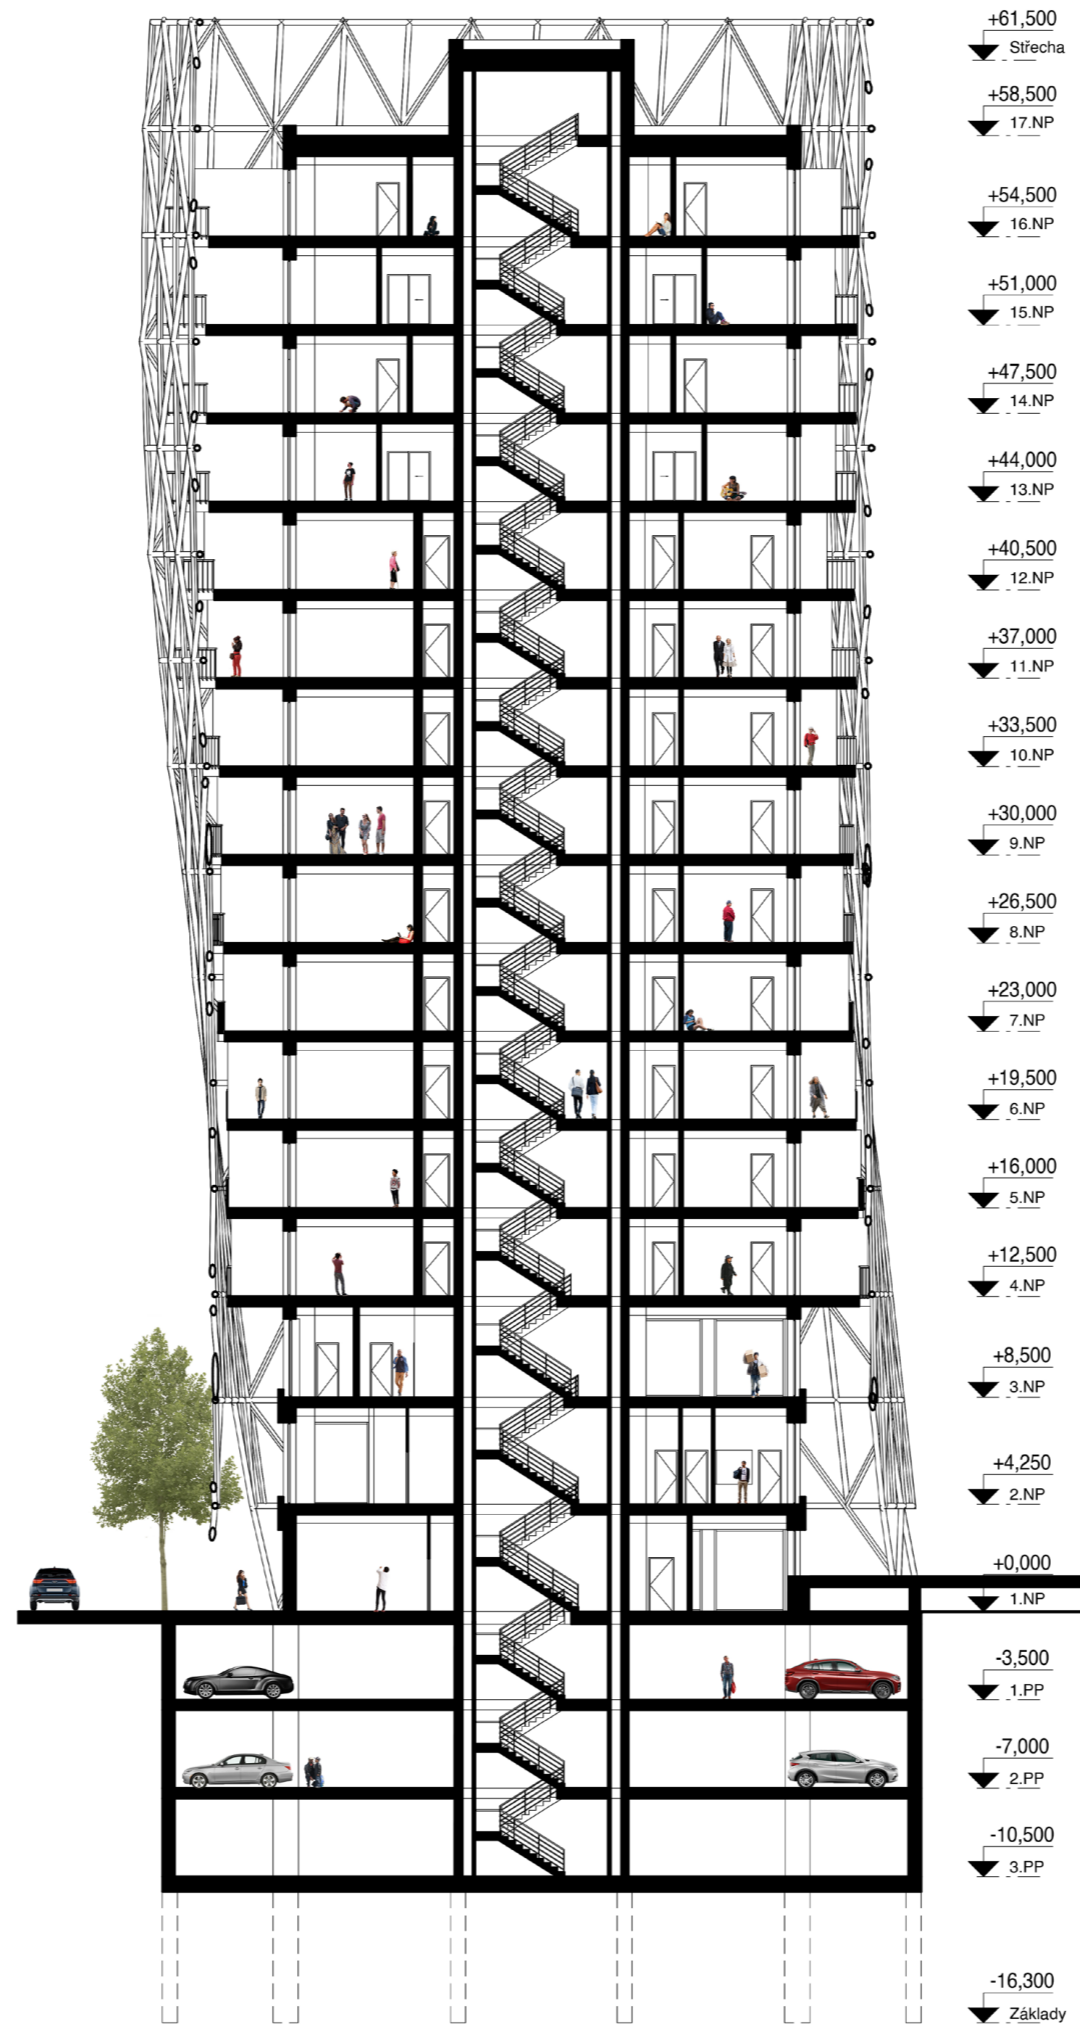 +61,500
Střecha
+58,500
17.NP
+54,500
16.NP
+51,000
15.NP
+47,500
14.NP
+44,000
13.NP
+40,500
12.NP
+37,000
11.NP
+33,500
10.NP
+30,000
9.NP
+26,500
8.NP
+23,000
7.NP
+19,500
6.NP
+16,000
5.NP
+12,500
4.NP
+8,500
3.NP
+4,250
2.NP
+0,000
1.NP
-3,500
1.PP
-7,000
2.PP
-10,500
3.PP
-16,300
Základy